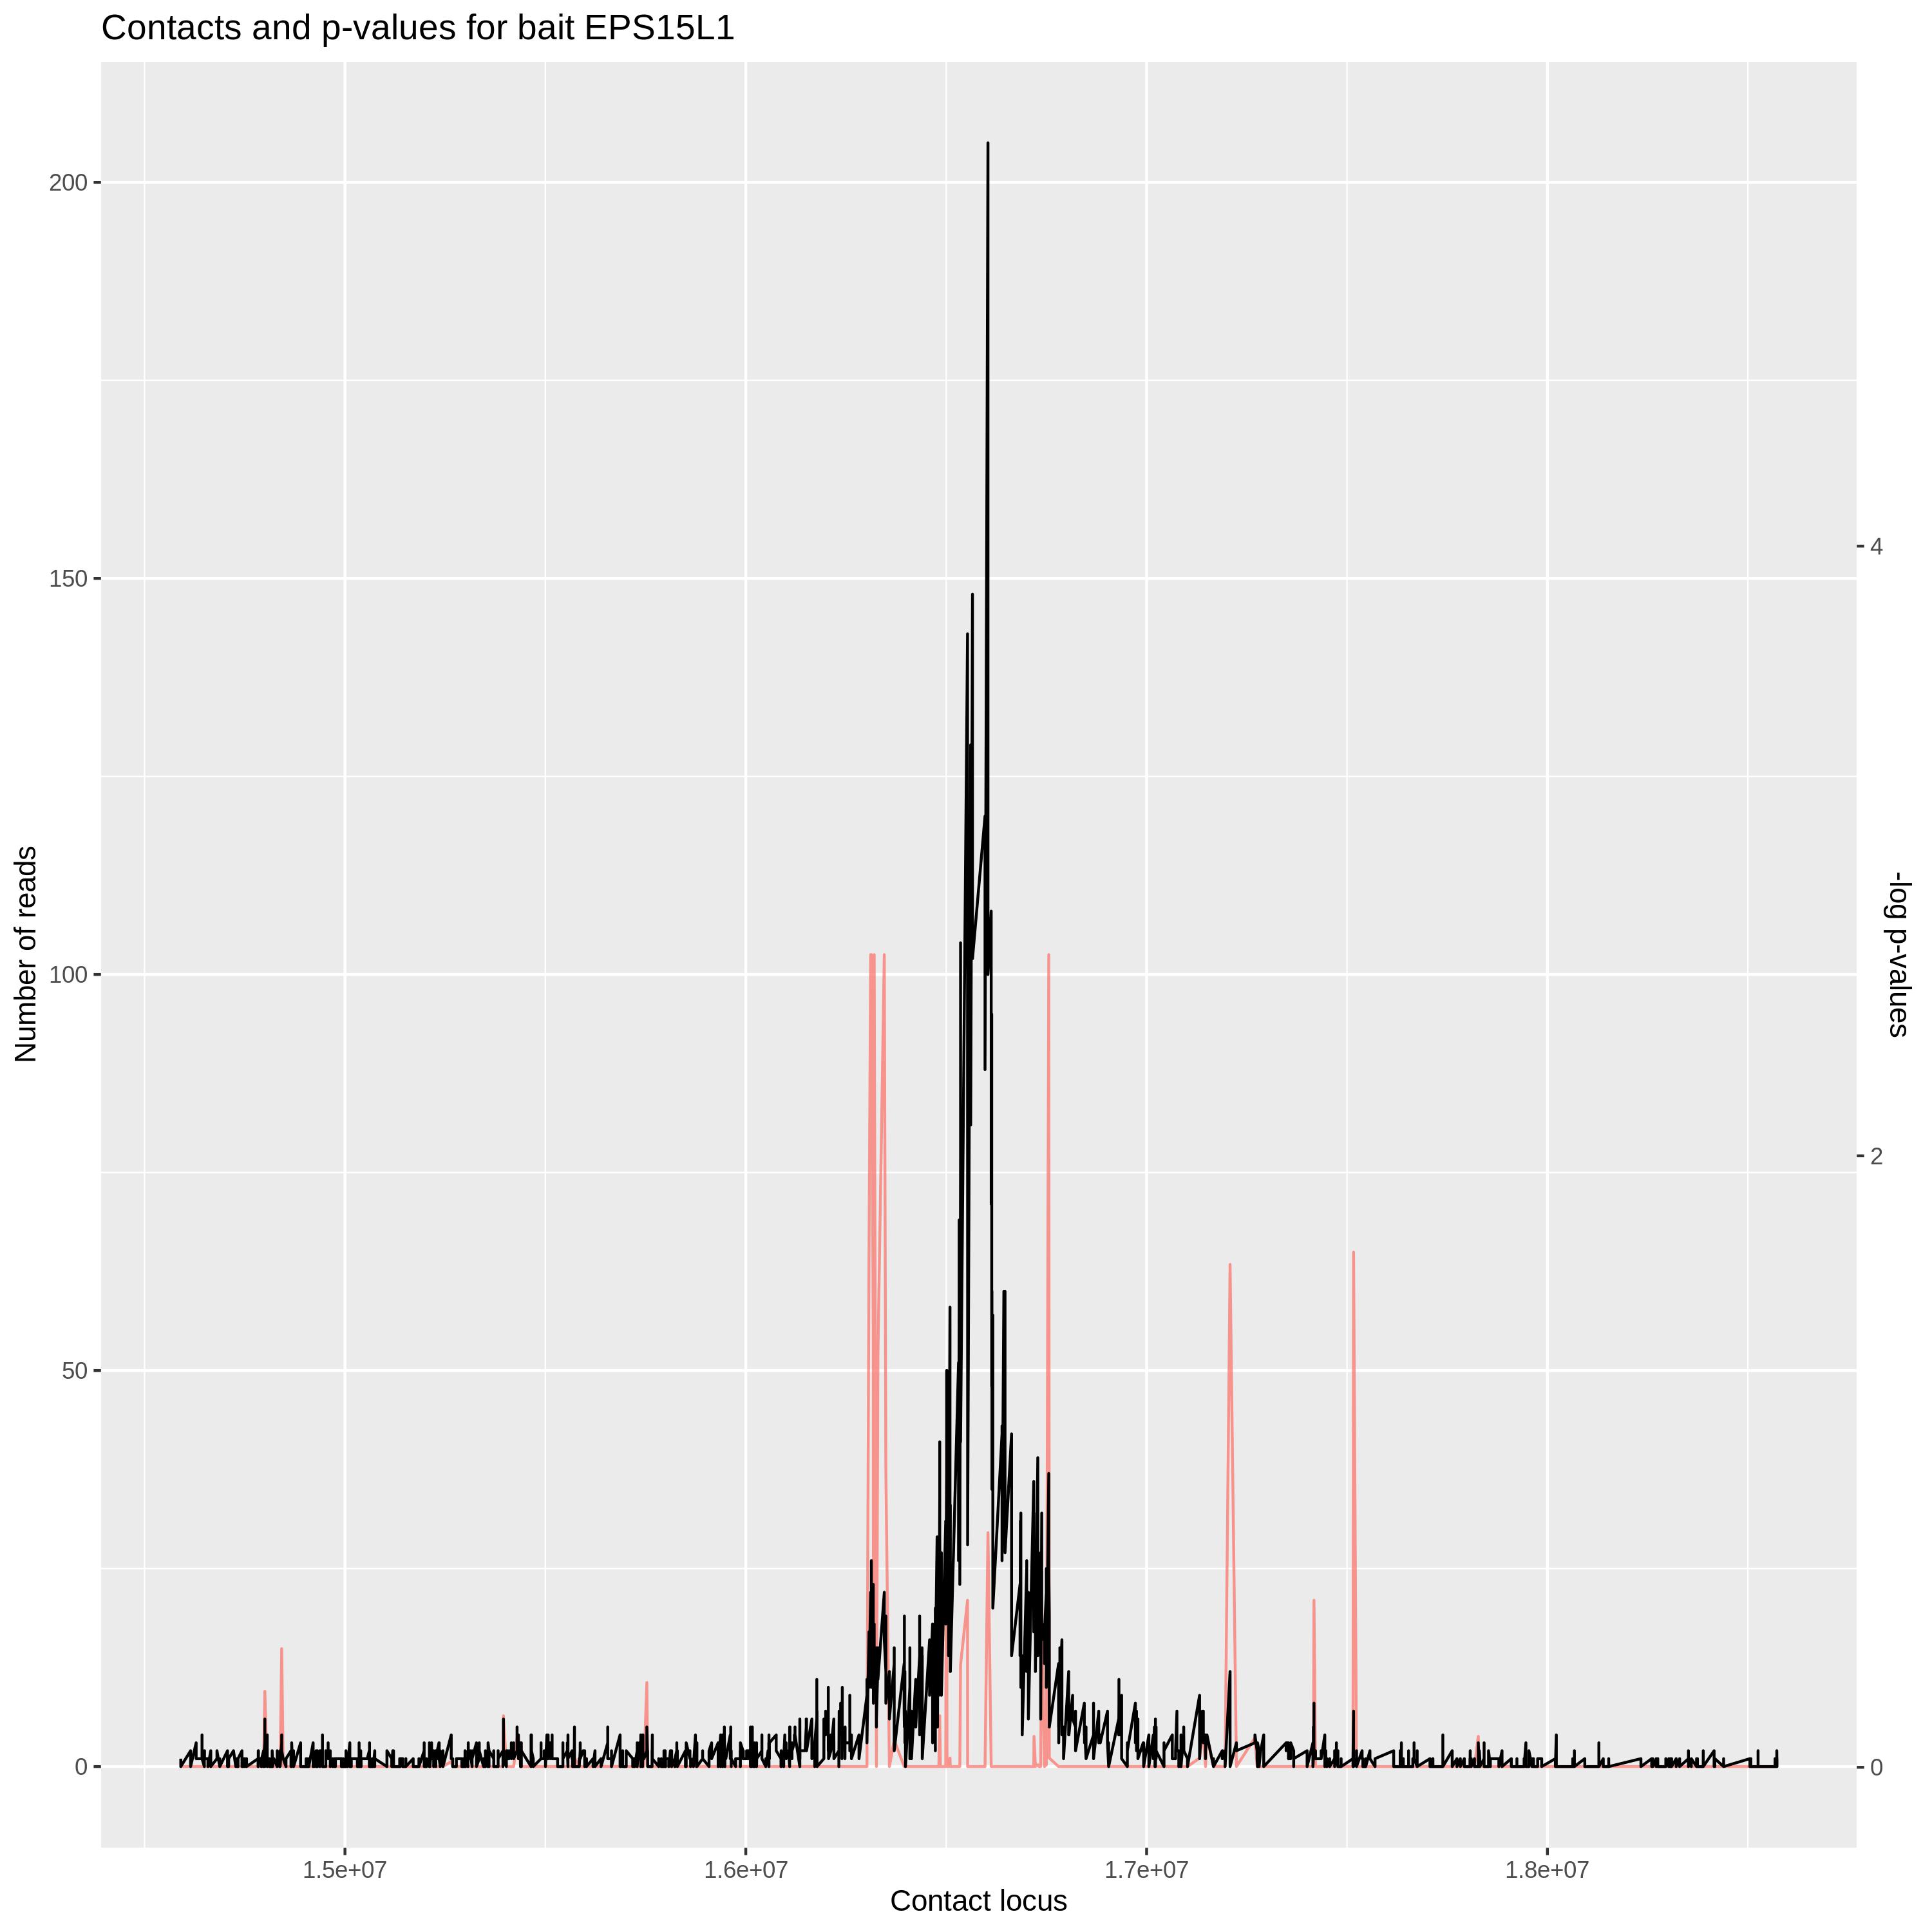 Contacts and p-values for bait EPS15L1
200
150
100
50
0
4
2
0
Number of reads
-log p-values
1.5e+07
1.6e+07
1.7e+07
1.8e+07
Contact locus